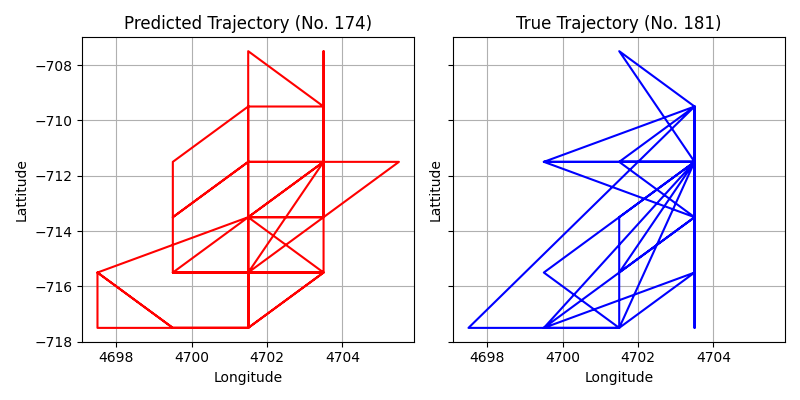 Predicted Trajectory (No. 174)
True Trajectory (No. 181)
Lattitude
−708
−710
−712
−714
−716
−718
4698 4700 4702 4704
Longitude
Lattitude
4698 4700 4702 4704
Longitude